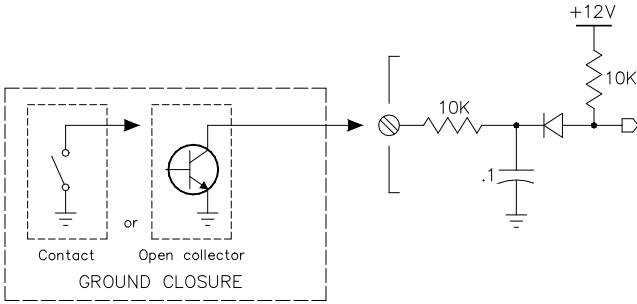 +12V
10K
10K
.1
or
Contact
Open collector
GROUND CLOSURE